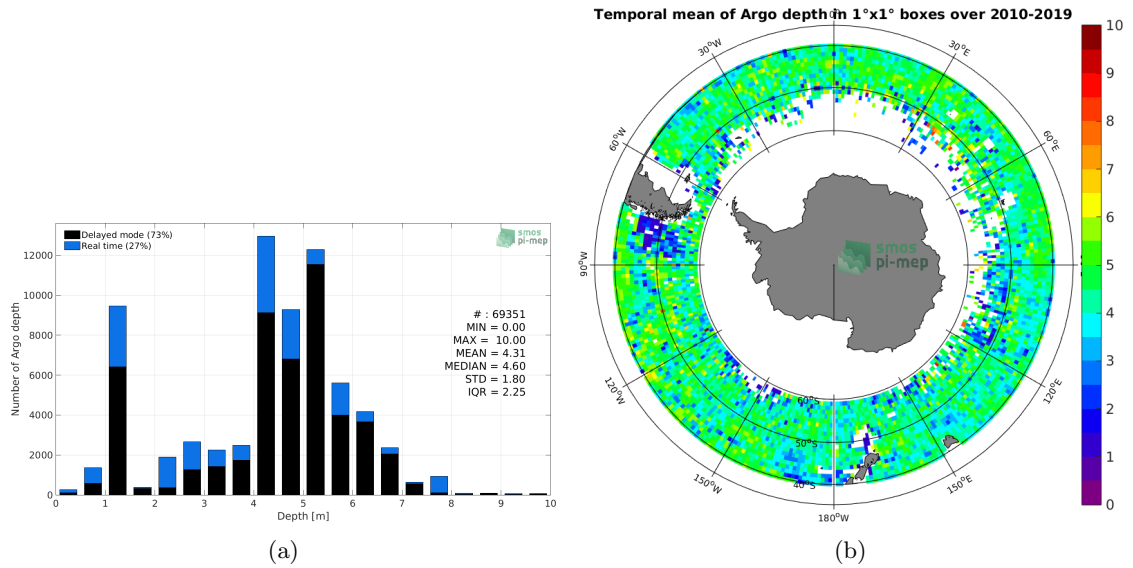 Delayed mode (73%)
Real time (27%)
smos
pi-mep
12000
10000
8000
6000
4000
2000
0
Number of Argo depth
# : 69351
MIN = 0.00
MAX = 10.00
MEAN = 4.31
MEDIAN = 4.60
STD = 1.80
IQR = 2.25
0 1 2 3 4 5 6 7 8 9 10
Depth [m]
(a)
Temporal mean of Argo depth in 1°x1° boxes over 2010-2019
30°W
30°E
60°W
60°E
90°W
120°W
120°E
150°W
150°E
180°W
60°S
50°S
40°S
smos
pi-mep
10
9
8
7
6
5
4
3
2
1
0
(b)